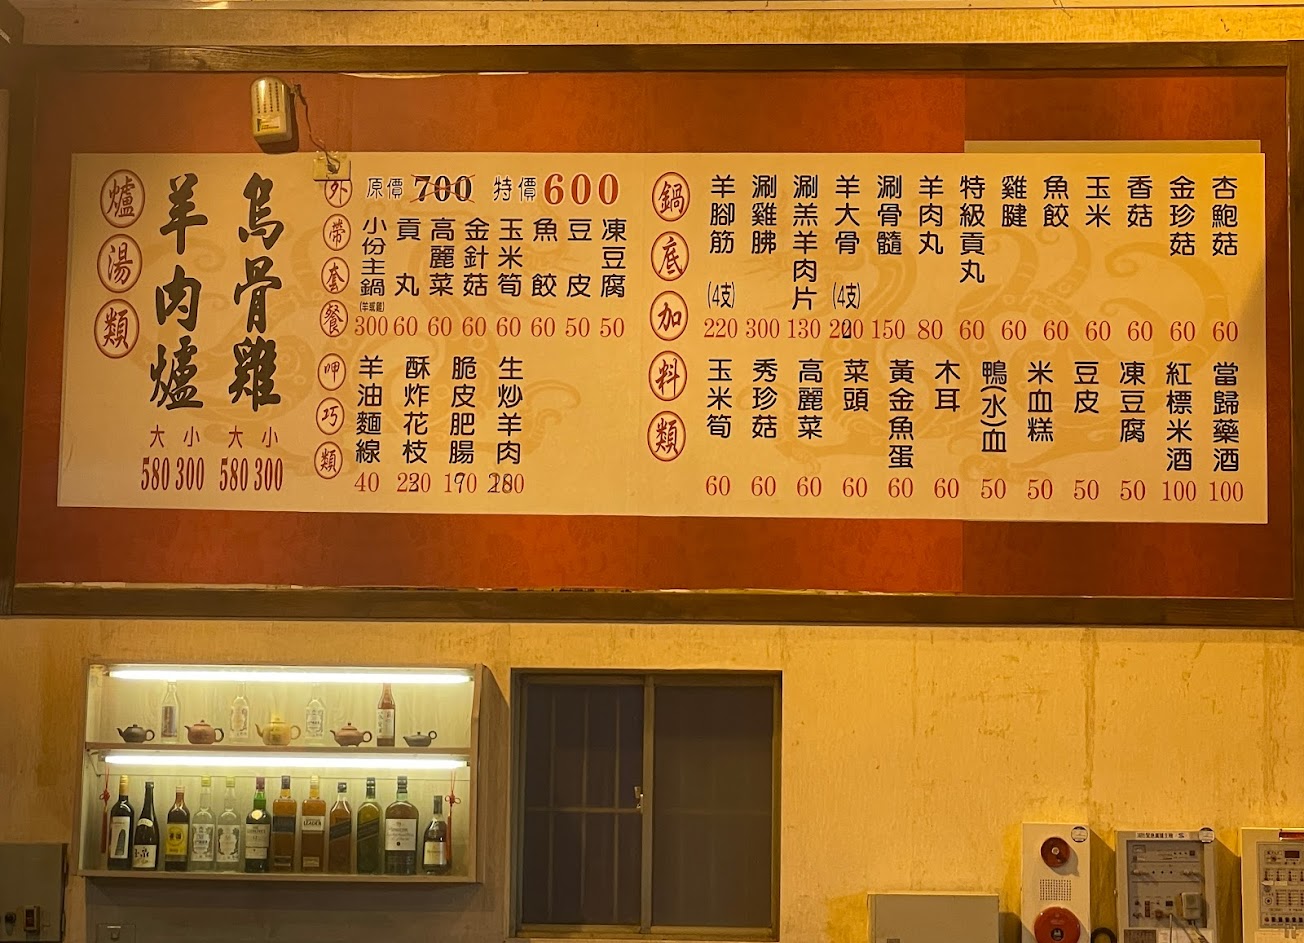 爐湯類
羊肉爐
大 小
580 300
烏骨雞
大 小
580 300
外帶套餐
原價 700 特價 600
小份主鍋 300
貢丸 60
高麗菜 60
金針菇 60
玉米筍 60
魚餃 60
豆皮 50
凍豆腐 50
呷巧類
羊油麵線 40
酥炸花枝
脆皮肥腸
生炒羊肉
鍋底加料類
羊腳筋(4支) 220
涮雞胇 300
涮羔羊肉片 130
羊大骨(4支)
涮骨髓 150
羊肉丸 80
特級貢丸 60
雞腱 60
魚餃 60
玉米 60
香菇 60
金珍菇 60
杏鮑菇 60
玉米筍 60
秀珍菇 60
高麗菜 60
菜頭 60
黃金魚蛋 60
木耳 60
鴨(水)血 50
米血糕 50
豆皮 50
凍豆腐 50
紅標米酒 100
當歸藥酒 100